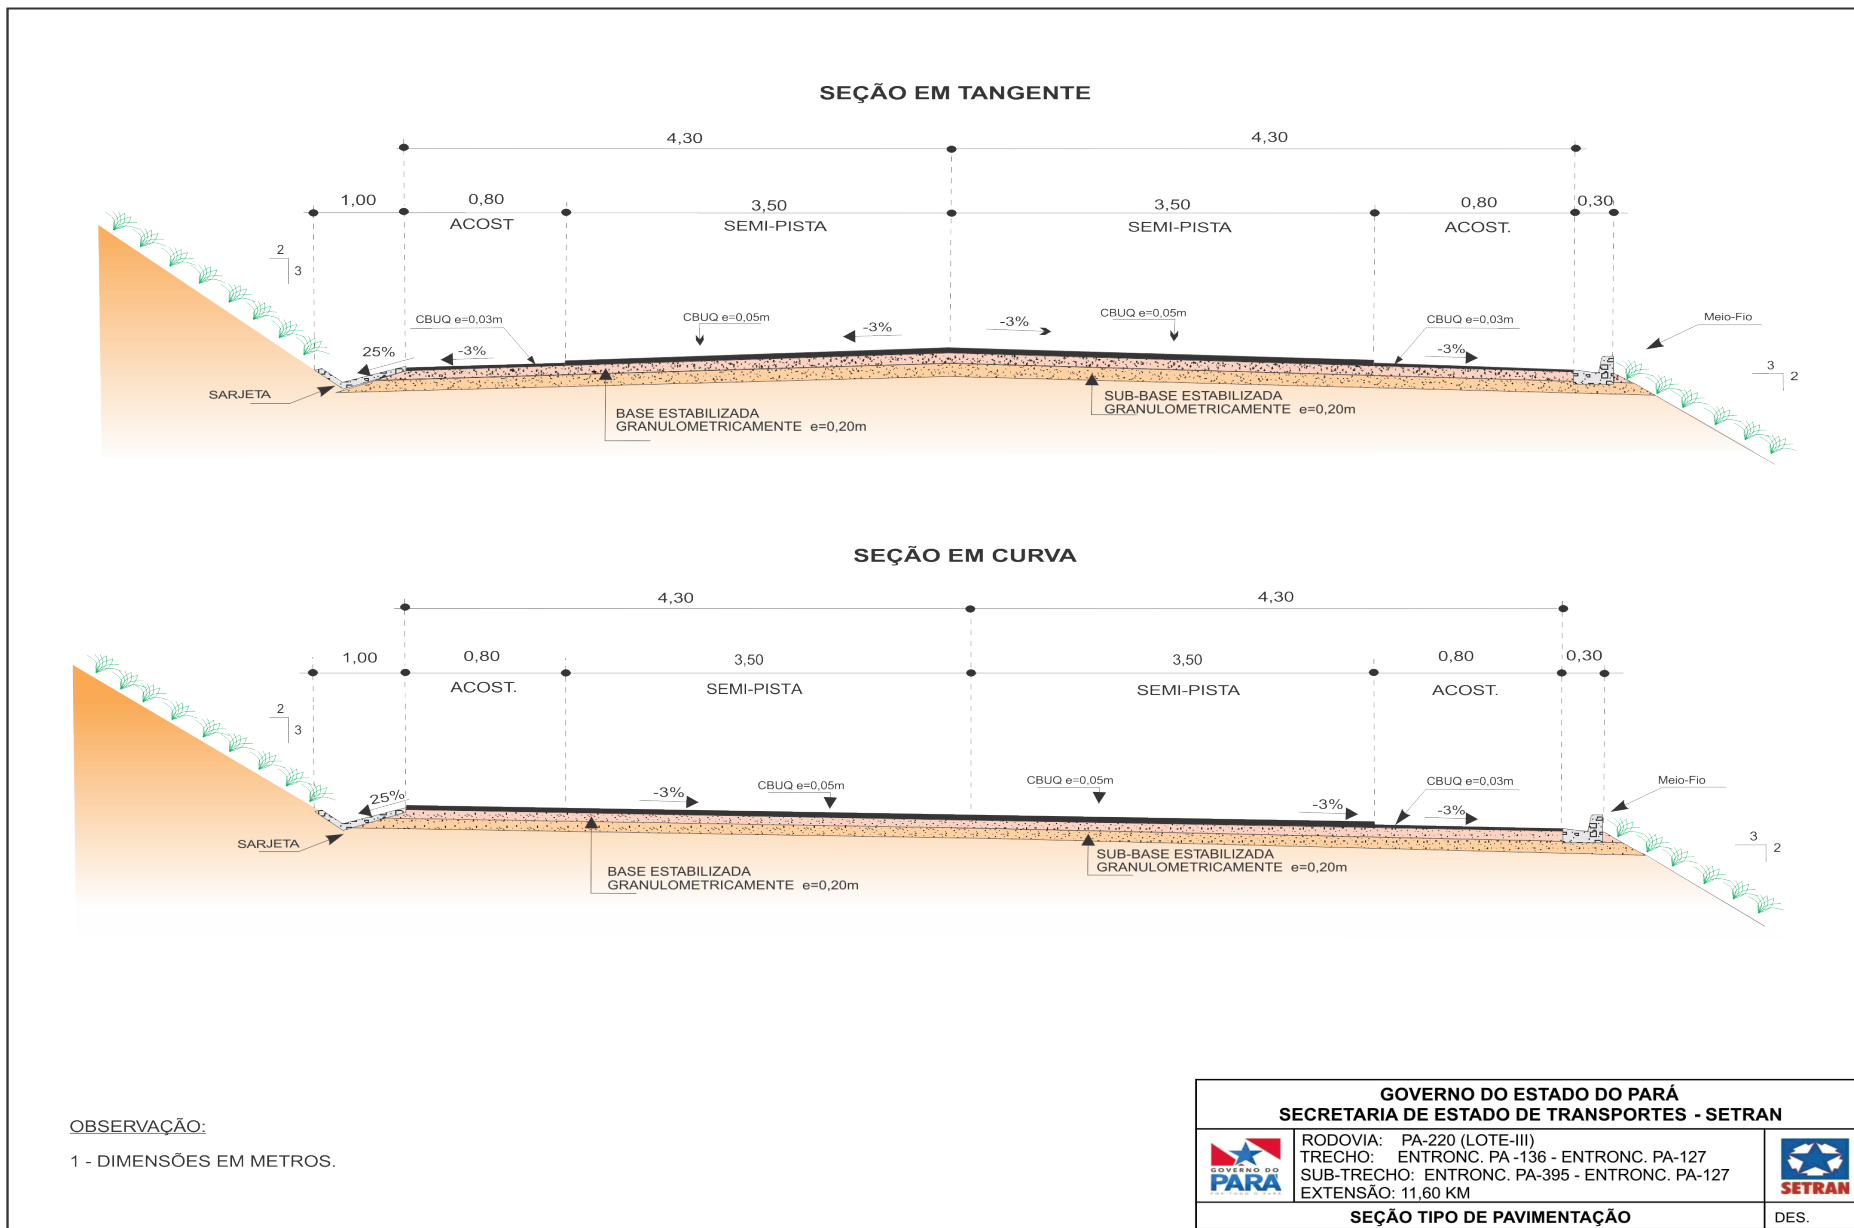 SEÇÃO EM TANGENTE
4,30
4,30
1,00
0,80
3,50
3,50
0,80
0,30
ACOST
SEMI-PISTA
SEMI-PISTA
ACOST.
2
3
CBUQ e=0,03m
CBUQ e=0,05m
-3%
-3%
CBUQ e=0,05m
CBUQ e=0,03m
Meio-Fio
25%
-3%
-3%
3
2
SARJETA
BASE ESTABILIZADA
GRANULOMETRICAMENTE e=0,20m
SUB-BASE ESTABILIZADA
GRANULOMETRICAMENTE e=0,20m
SEÇÃO EM CURVA
4,30
4,30
1,00
0,80
3,50
3,50
0,80
0,30
ACOST.
SEMI-PISTA
SEMI-PISTA
ACOST.
2
3
25%
-3%
CBUQ e=0,05m
CBUQ e=0,05m
-3%
CBUQ e=0,03m
-3%
Meio-Fio
3
2
SARJETA
BASE ESTABILIZADA
GRANULOMETRICAMENTE e=0,20m
SUB-BASE ESTABILIZADA
GRANULOMETRICAMENTE e=0,20m
OBSERVAÇÃO:
1 - DIMENSÕES EM METROS.
GOVERNO DO ESTADO DO PARÁ
SECRETARIA DE ESTADO DE TRANSPORTES - SETRAN
GOVERNO DO
PARÁ
POR TODO O PARÁ
RODOVIA: PA-220 (LOTE-III)
TRECHO: ENTRONC. PA -136 - ENTRONC. PA-127
SUB-TRECHO: ENTRONC. PA-395 - ENTRONC. PA-127
EXTENSÃO: 11,60 KM
SETRAN
SEÇÃO TIPO DE PAVIMENTAÇÃO
DES.